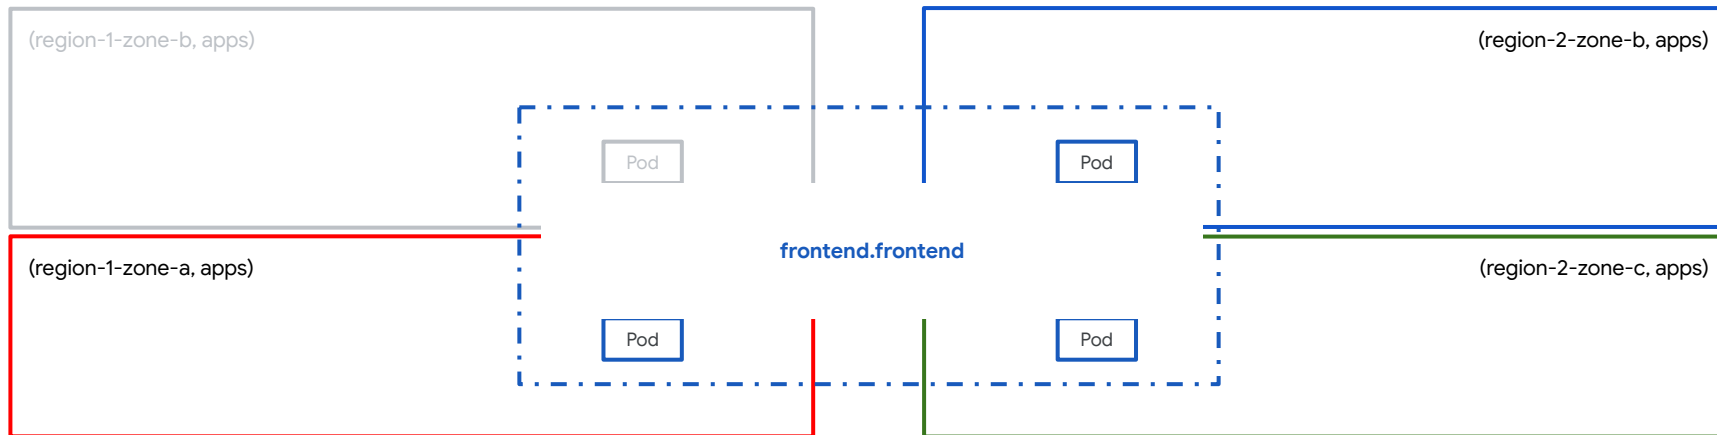 (region-1-zone-b, apps)
(region-2-zone-b, apps)
Pod
Pod
frontend.frontend
(region-1-zone-a, apps)
(region-2-zone-c, apps)
Pod
Pod